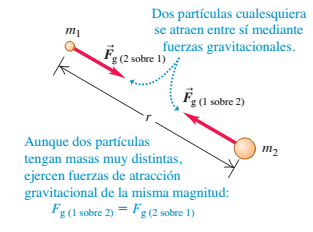 Dos partículas cualesquiera
se atraen entre sí mediante
fuerzas gravitacionales.
m₁
F⃗g (2 sobre 1)
F⃗g (1 sobre 2)
r
m₂
Aunque dos partículas
tengan masas muy distintas,
ejercen fuerzas de atracción
gravitacional de la misma magnitud:
Fg (1 sobre 2) = Fg (2 sobre 1)